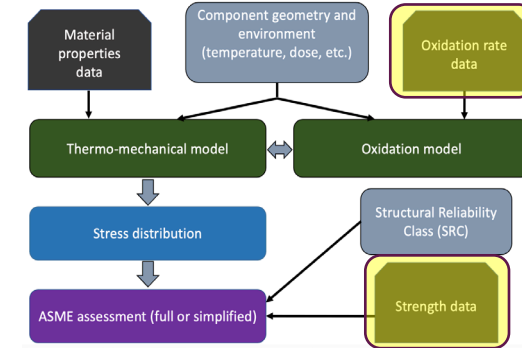 Material
properties
data
Component geometry and
environment
(temperature, dose, etc.)
Oxidation rate
data
Thermo-mechanical model
Oxidation model
Stress distribution
Structural Reliability
Class (SRC)
ASME assessment (full or simplified)
Strength data